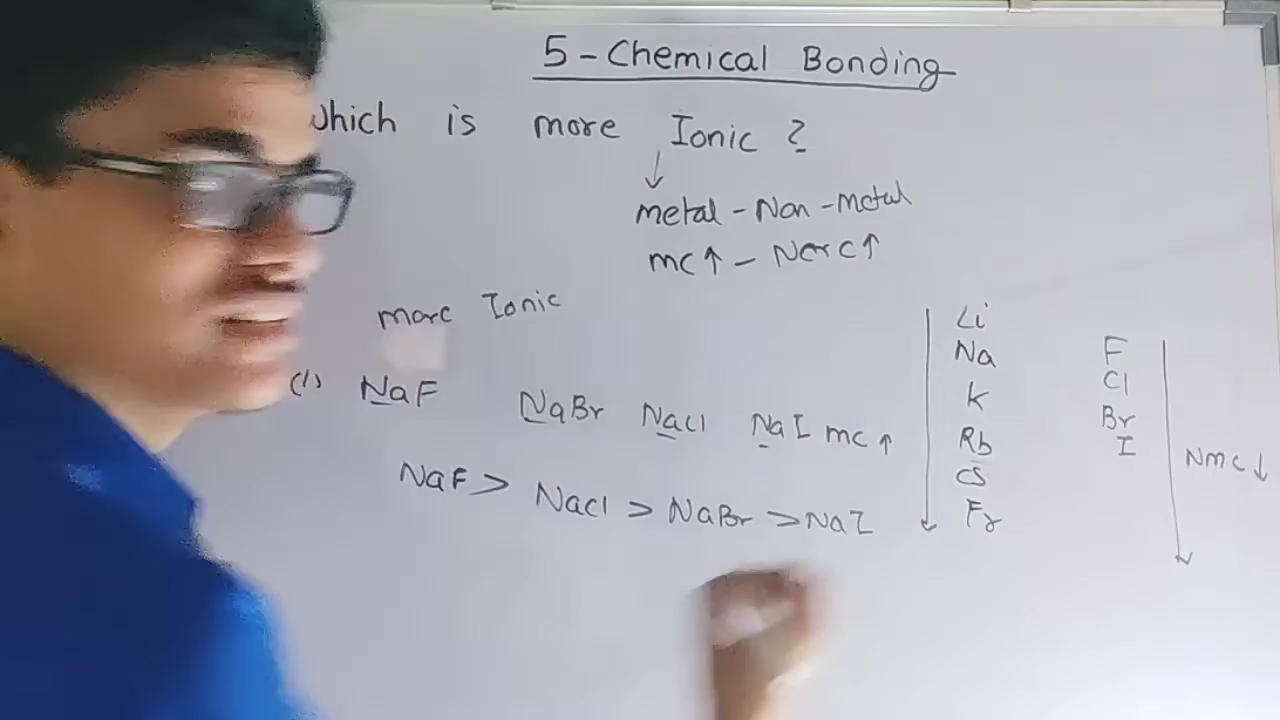 5 - Chemical Bonding
which is more Ionic ?
↓
metal - Non - metal
mc ↑ - Nmc ↑
more Ionic
(1) NaF NaBr NaCl NaI mc ↑
NaF > NaCl > NaBr > NaI
Li
Na
K
Rb
CS
Fr
F
Cl
Br
I
Nmc ↓